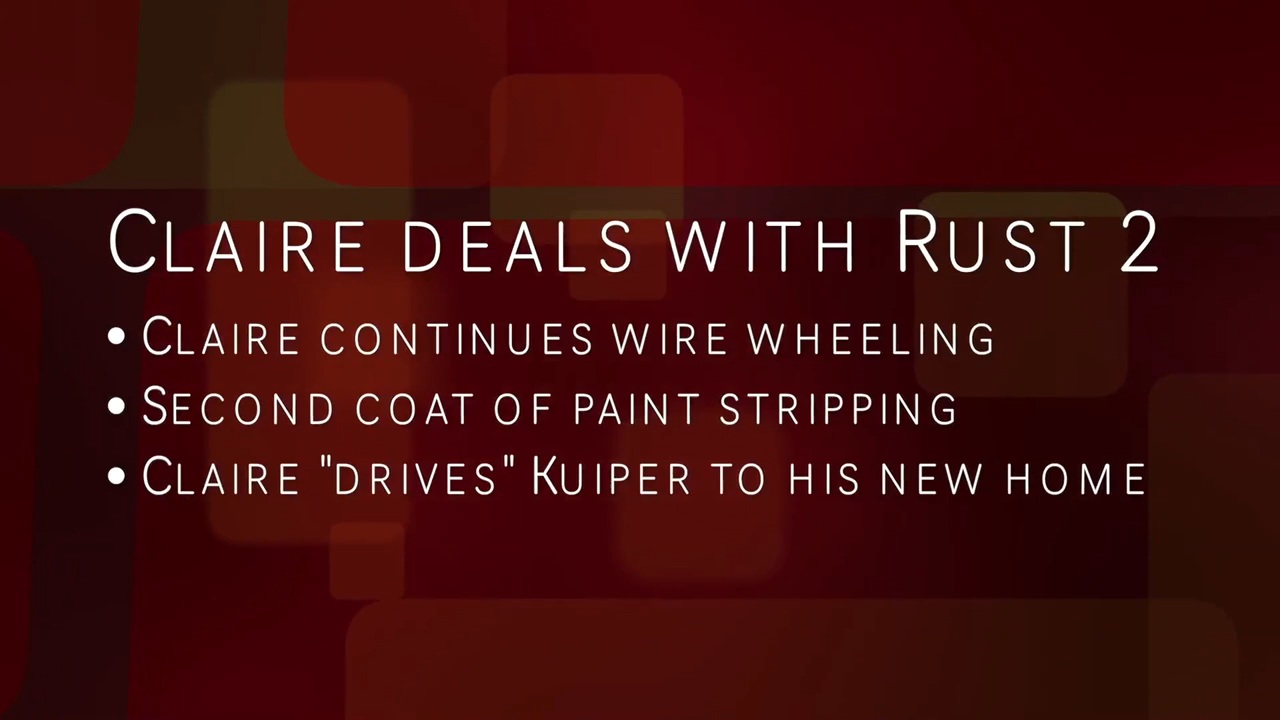 Claire deals with Rust 2
• Claire continues wire wheeling
• Second coat of paint stripping
• Claire "drives" Kuiper to his new home